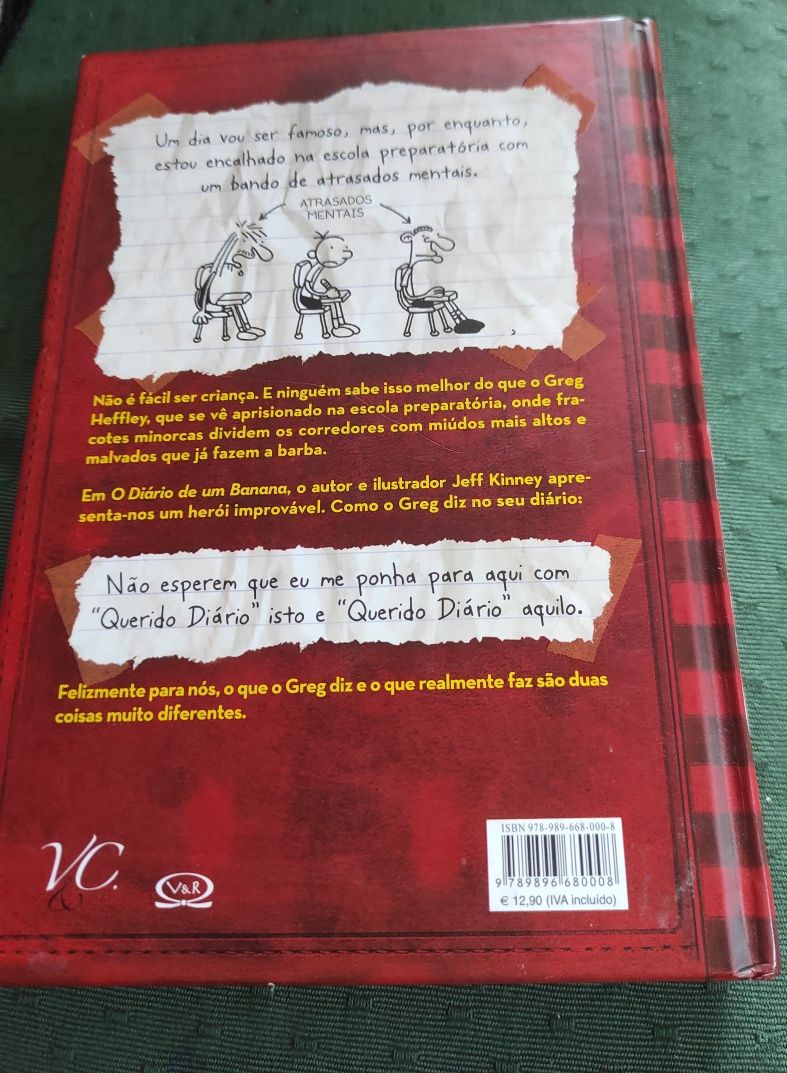 Um dia vou ser famoso, mas, por enquanto,
estou encalhado na escola preparatória com
um bando de atrasados mentais.
ATRASADOS
MENTAIS
Não é fácil ser criança. E ninguém sabe isso melhor do que o Greg
Heffley, que se vê aprisionado na escola preparatória, onde fra-
cotes minorcas dividem os corredores com miúdos mais altos e
malvados que já fazem a barba.
Em O Diário de um Banana, o autor e ilustrador Jeff Kinney apre-
senta-nos um herói improvável. Como o Greg diz no seu diário:
Não esperem que eu me ponha para aqui com
"Querido Diário" isto e "Querido Diário" aquilo.
Felizmente para nós, o que o Greg diz e o que realmente faz são duas
coisas muito diferentes.
ISBN 978-989-668-000-8
9 789896 680008
€ 12,90 (IVA incluído)
V&C.
V&R